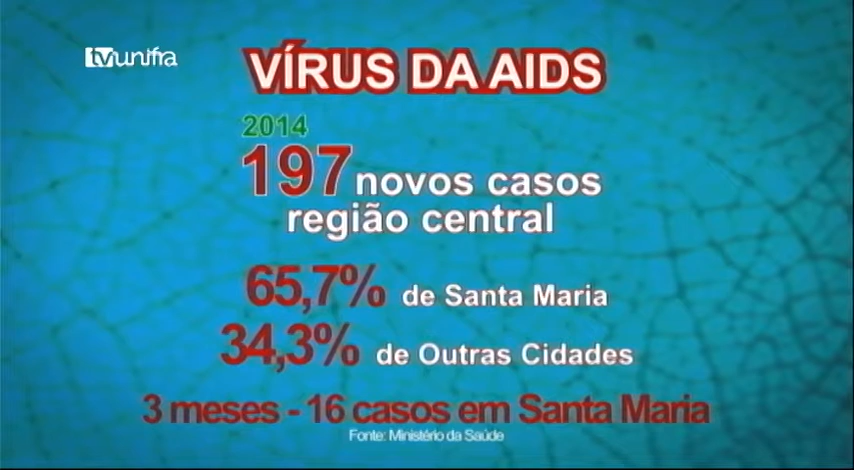 tvunifra
VÍRUS DA AIDS
2014
197 novos casos
região central
65,7% de Santa Maria
34,3% de Outras Cidades
3 meses - 16 casos em Santa Maria
Fonte: Ministério da Saúde